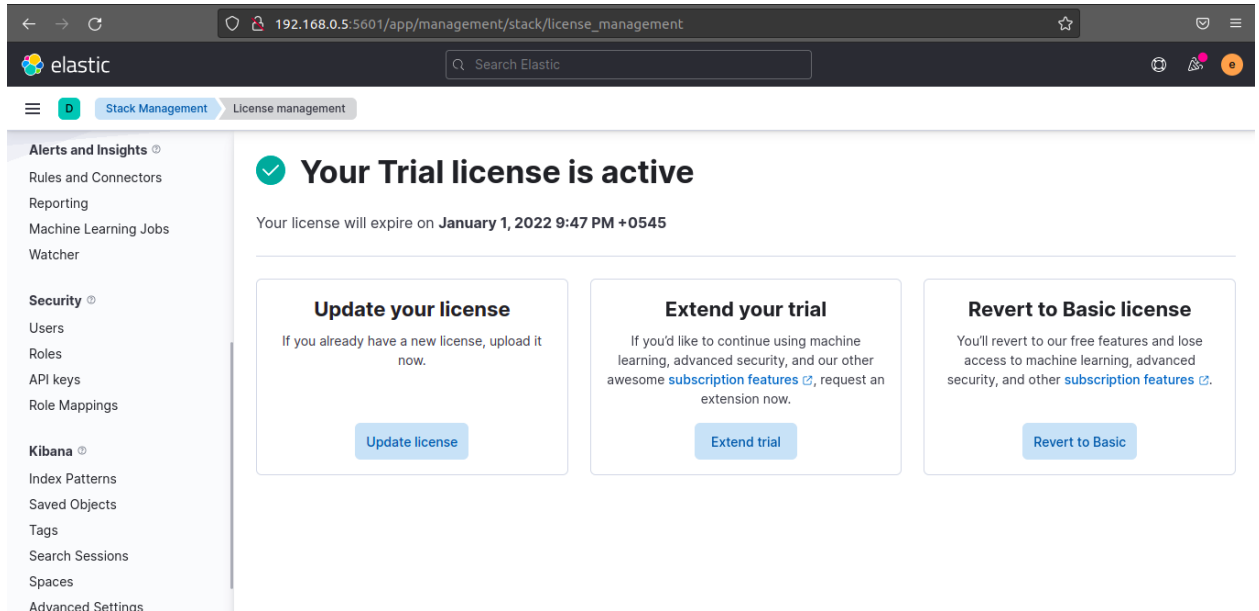 192.168.0.5:5601/app/management/stack/license_management
elastic
Search Elastic
e
D
Stack Management
License management
Alerts and Insights
Rules and Connectors
Reporting
Machine Learning Jobs
Watcher
Security
Users
Roles
API keys
Role Mappings
Kibana
Index Patterns
Saved Objects
Tags
Search Sessions
Spaces
Advanced Settings
Your Trial license is active
Your license will expire on January 1, 2022 9:47 PM +0545
Update your license
If you already have a new license, upload it
now.
Update license
Extend your trial
If you'd like to continue using machine
learning, advanced security, and our other
awesome subscription features, request an
extension now.
Extend trial
Revert to Basic license
You'll revert to our free features and lose
access to machine learning, advanced
security, and other subscription features.
Revert to Basic